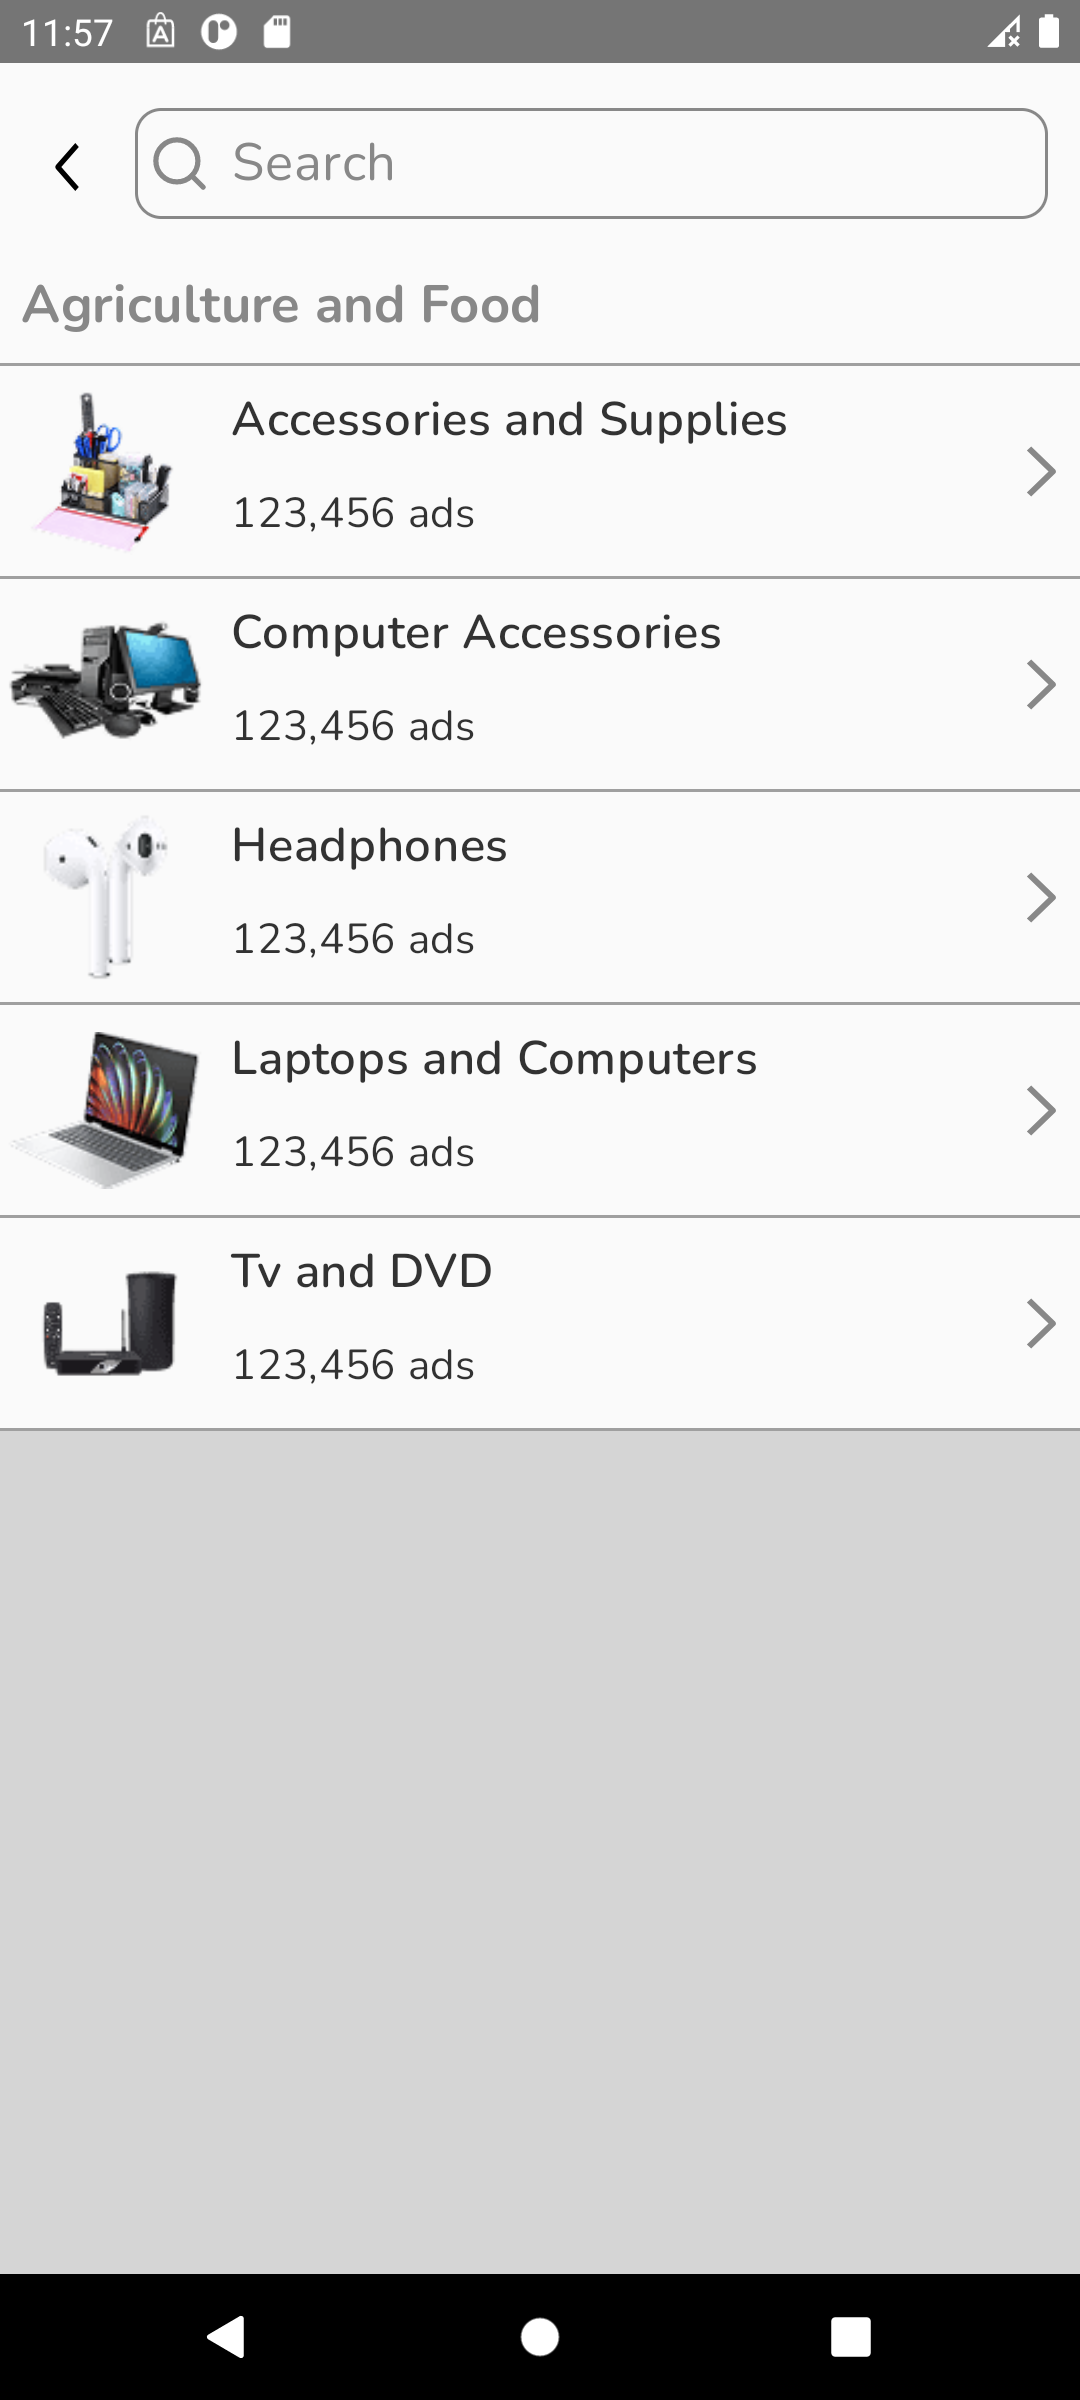 11:57
Search
Agriculture and Food
Accessories and Supplies
123,456 ads
Computer Accessories
123,456 ads
Headphones
123,456 ads
Laptops and Computers
123,456 ads
Tv and DVD
123,456 ads